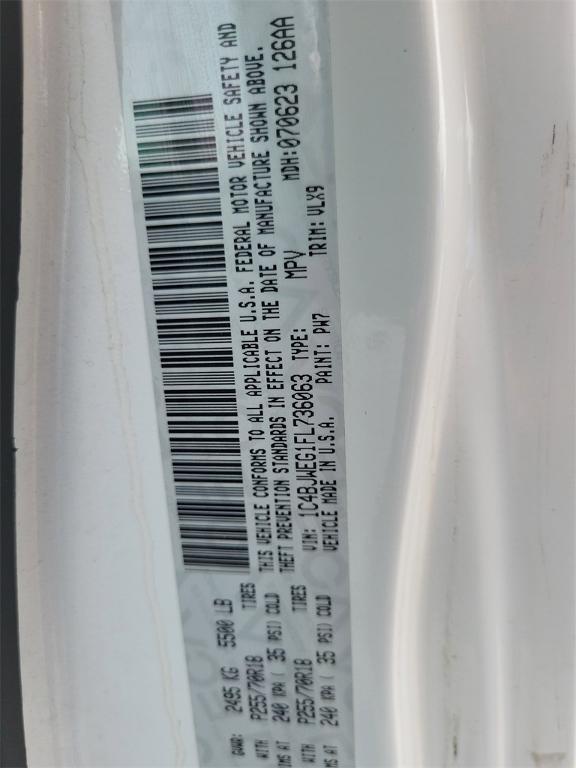 GVWR: 2495 KG 5500 LB
WITH P255/70R18 TIRES
IMS AT 240 KPA ( 35 PSI) COLD
WITH P255/70R18 TIRES
MS AT 240 KPA ( 35 PSI) COLD
THIS VEHICLE CONFORMS TO ALL APPLICABLE U.S.A. FEDERAL MOTOR VEHICLE SAFETY AND
THEFT PREVENTION STANDARDS IN EFFECT ON THE DATE OF MANUFACTURE SHOWN ABOVE.
VIN: 1C4BJWEG1FL736063 TYPE: MPV MDH:070623 126AA
VEHICLE MADE IN U.S.A. PAINT: PW7 TRIM: VLX9